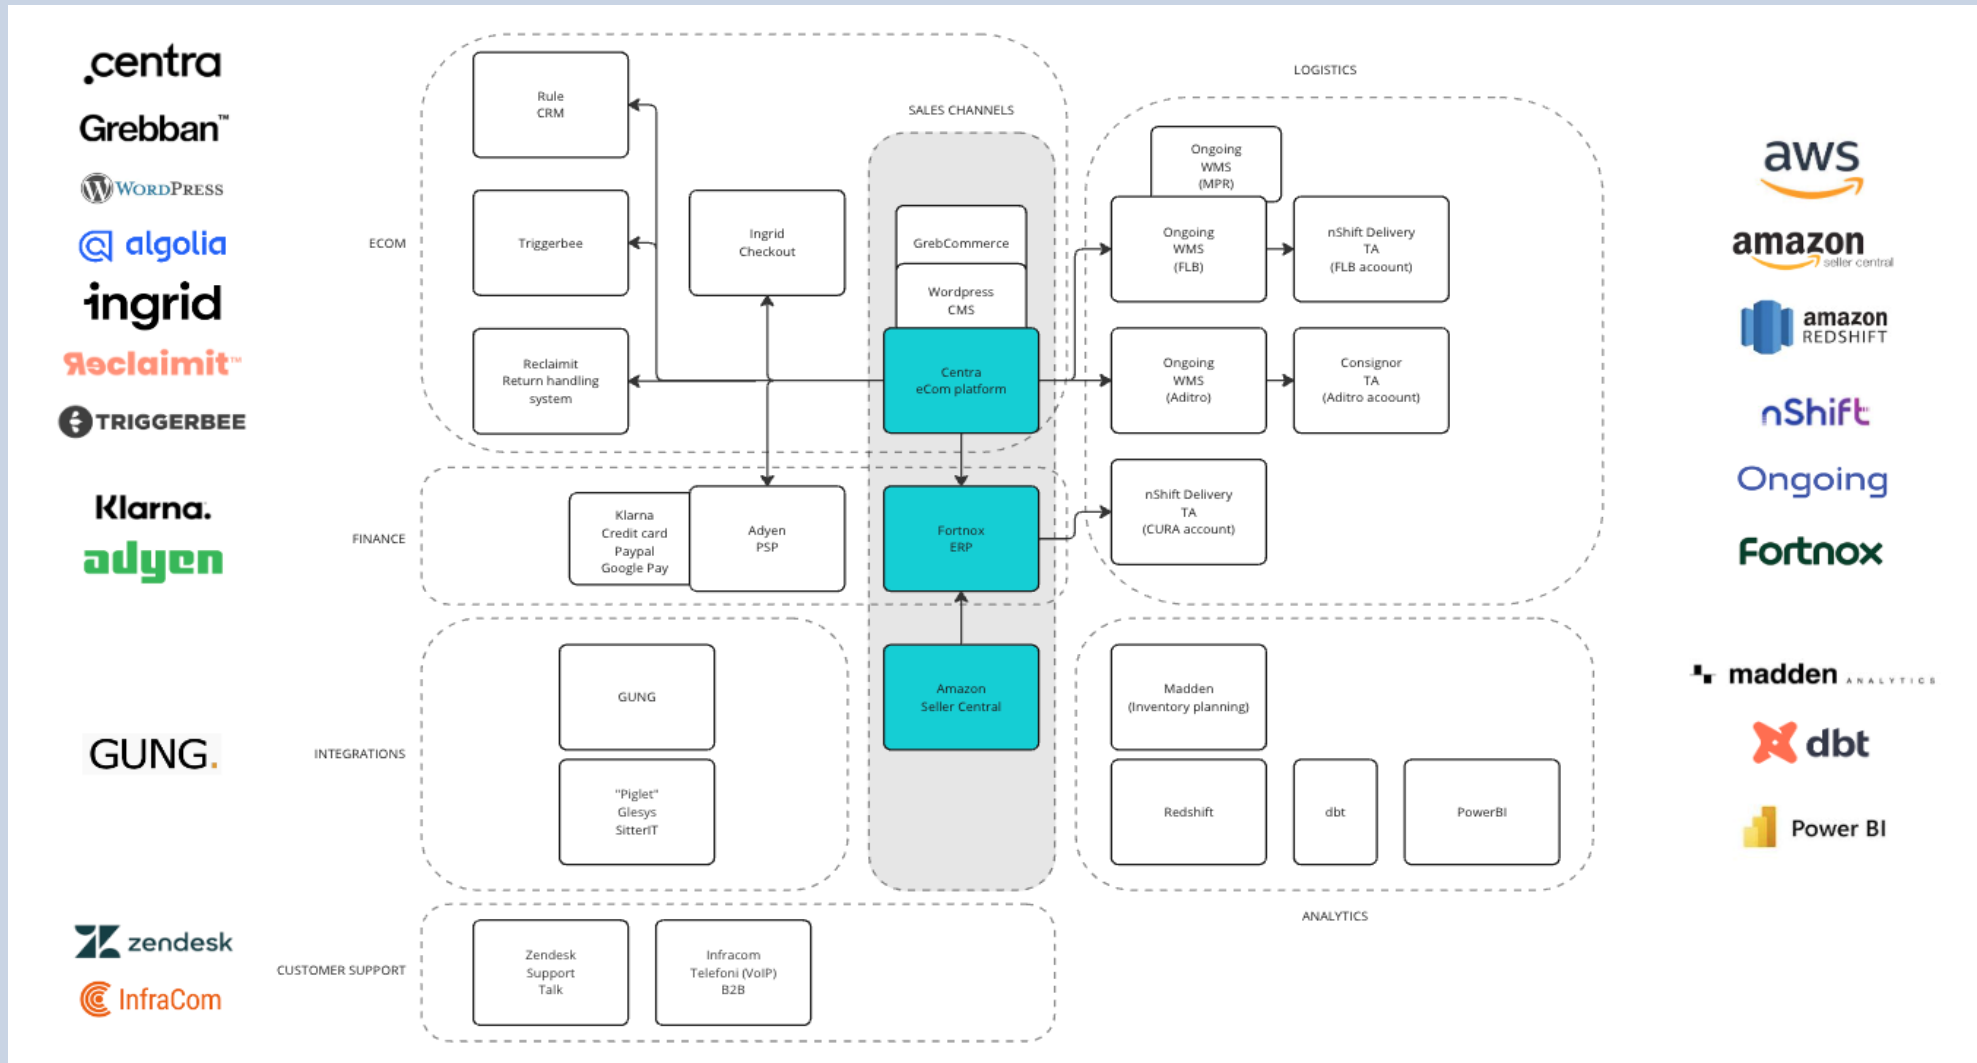 .centra
Grebban™
WORDPRESS
algolia
ingrid
Reclaimit™
TRIGGERBEE
Klarna.
adyen
GUNG.
zendesk
InfraCom
ECOM
Rule
CRM
Triggerbee
Reclaimit
Return handling
system
Ingrid
Checkout
SALES CHANNELS
GrebCommerce
Wordpress
CMS
Centra
eCom platform
LOGISTICS
Ongoing
WMS
(MPR)
Ongoing
WMS
(FLB)
nShift Delivery
TA
(FLB acoount)
Ongoing
WMS
(Aditro)
Consignor
TA
(Aditro acoount)
nShift Delivery
TA
(CURA account)
FINANCE
Klarna
Credit card
Paypal
Google Pay
Adyen
PSP
Fortnox
ERP
INTEGRATIONS
GUNG
"Piglet"
Glesys
SitterIT
Amazon
Seller Central
Madden
(Inventory planning)
Redshift
dbt
PowerBI
ANALYTICS
CUSTOMER SUPPORT
Zendesk
Support
Talk
Infracom
Telefoni (VoIP)
B2B
aws
amazon
seller central
amazon
REDSHIFT
nShift
Ongoing
Fortnox
madden ANALYTICS
dbt
Power BI